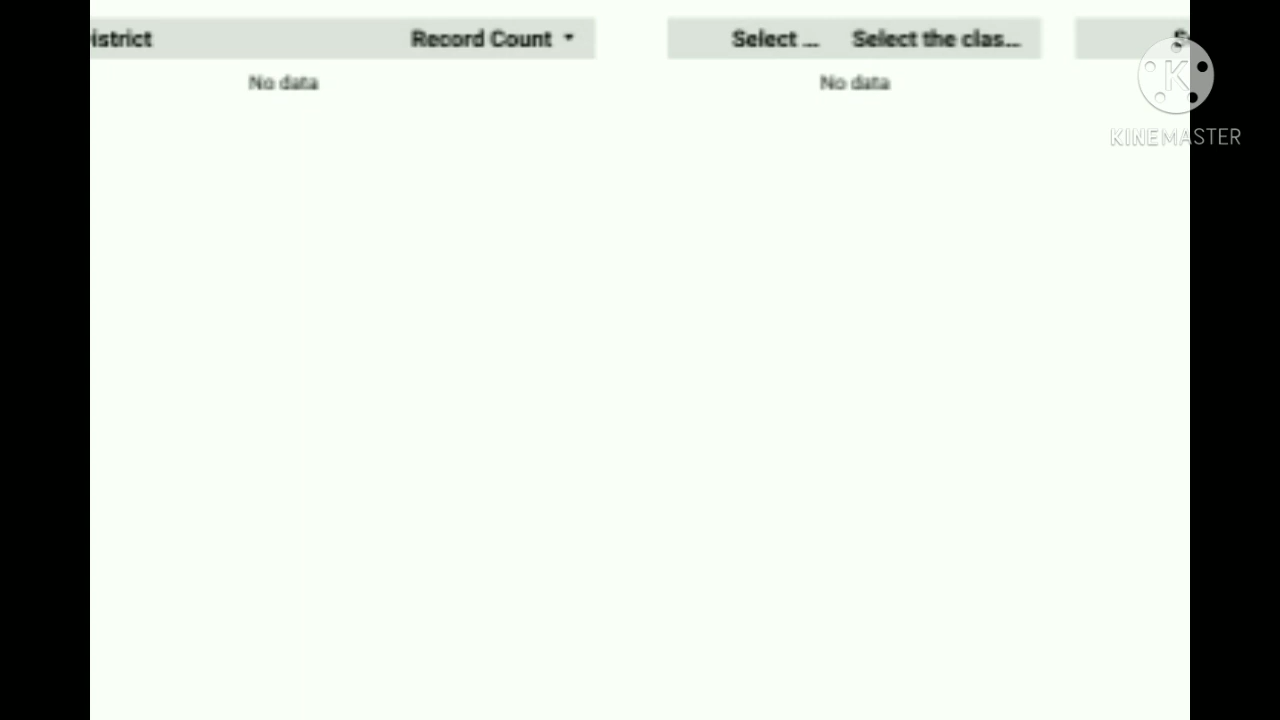 istrict Record Count Select ... Select the clas...
No data No data
K
KINEMASTER